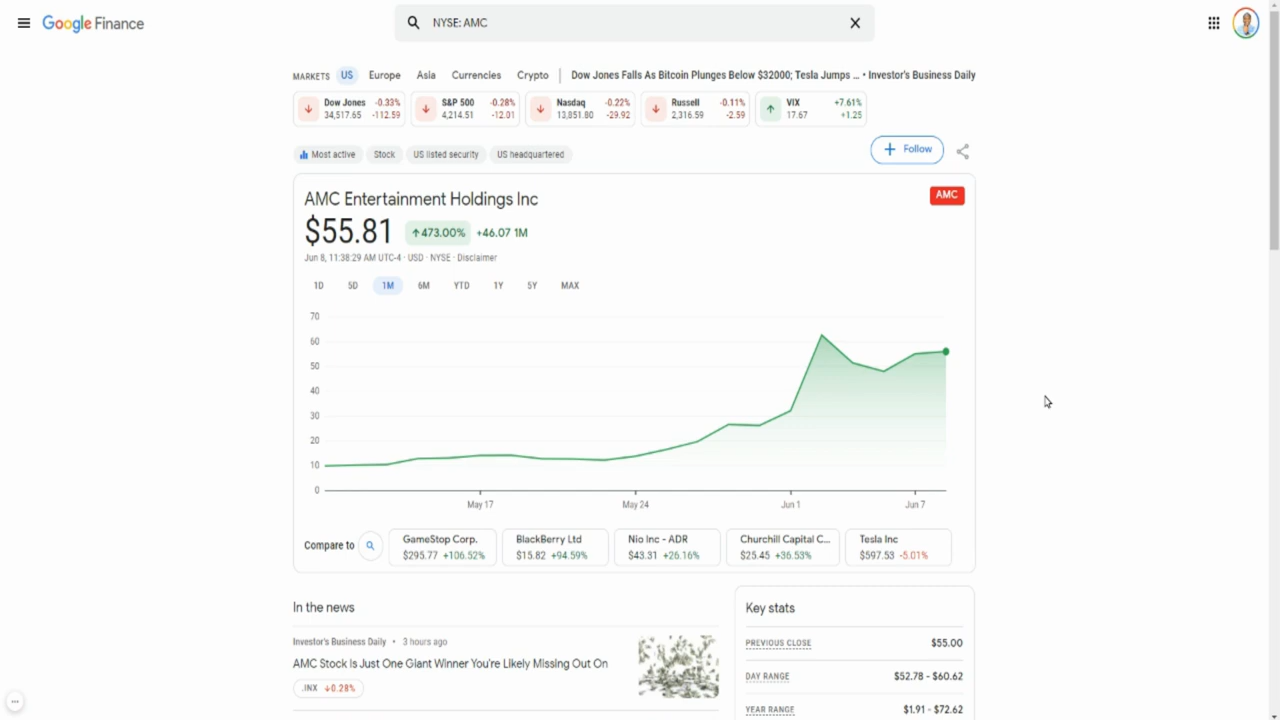 Google Finance
NYSE: AMC
MARKETS US Europe Asia Currencies Crypto Dow Jones Falls As Bitcoin Plunges Below $32000; Tesla Jumps ... • Investor's Business Daily
Dow Jones -0.33% S&P 500 -0.28% Nasdaq -0.22% Russell -0.11% VIX +7.61%
34,517.65 -112.59 4,214.51 -12.01 13,851.80 -29.92 2,316.59 -2.59 17.67 +1.25
Most active Stock US listed security US headquartered + Follow
AMC Entertainment Holdings Inc AMC
$55.81 ↑473.00% +46.07 1M
Jun 8, 11:38:29 AM UTC-4 · USD · NYSE · Disclaimer
1D 5D 1M 6M YTD 1Y 5Y MAX
70
60
50
40
30
20
10
0
May 17 May 24 Jun 1 Jun 7
Compare to
GameStop Corp. BlackBerry Ltd Nio Inc - ADR Churchill Capital C... Tesla Inc
$295.77 +106.52% $15.82 +94.59% $43.31 +26.16% $25.45 +36.53% $597.53 -5.01%
In the news
Investor's Business Daily • 3 hours ago
AMC Stock Is Just One Giant Winner You're Likely Missing Out On
.INX ↓0.28%
Key stats
PREVIOUS CLOSE $55.00
DAY RANGE $52.78 - $60.62
YEAR RANGE $1.91 - $72.62